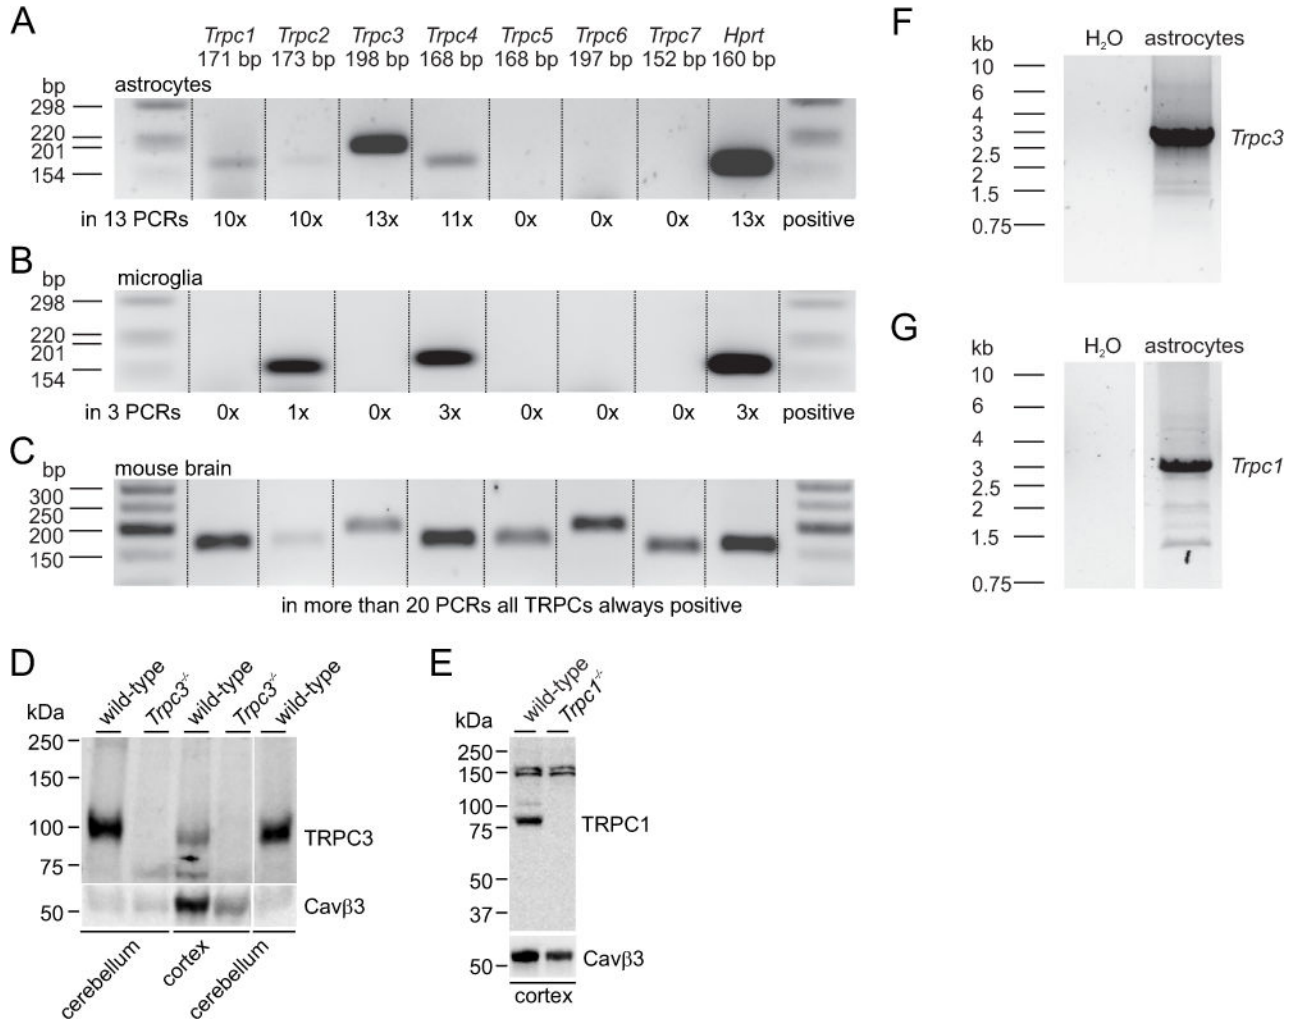 A
Trpc1 Trpc2 Trpc3 Trpc4 Trpc5 Trpc6 Trpc7 Hprt
171 bp 173 bp 198 bp 168 bp 168 bp 197 bp 152 bp 160 bp
bp astrocytes
298
220
201
154
in 13 PCRs 10x 10x 13x 11x 0x 0x 0x 13x positive
B
bp microglia
298
220
201
154
in 3 PCRs 0x 1x 0x 3x 0x 0x 0x 3x positive
C
bp mouse brain
300
250
200
150
in more than 20 PCRs all TRPCs always positive
D
wild-type Trpc3-/- wild-type Trpc3-/- wild-type
kDa
250
150
100
TRPC3
75
50
Cavβ3
cerebellum cortex cerebellum
E
wild-type Trpc1-/-
kDa
250
150
100
75
TRPC1
50
37
50
Cavβ3
cortex
F
kb H2O astrocytes
10
6
4
3
Trpc3
2.5
2
1.5
0.75
G
kb H2O astrocytes
10
6
4
3
Trpc1
2.5
2
1.5
0.75